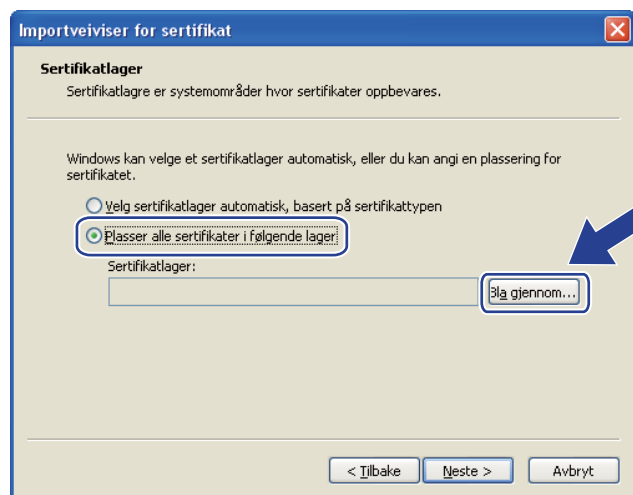 Importveiviser for sertifikat
Sertifikatlager
Sertifikatlagre er systemområder hvor sertifikater oppbevares.
Windows kan velge et sertifikatlager automatisk, eller du kan angi en plassering for
sertifikatet.
Velg sertifikatlager automatisk, basert på sertifikattypen
Plasser alle sertifikater i følgende lager
Sertifikatlager:
Bla gjennom...
< Tilbake
Neste >
Avbryt